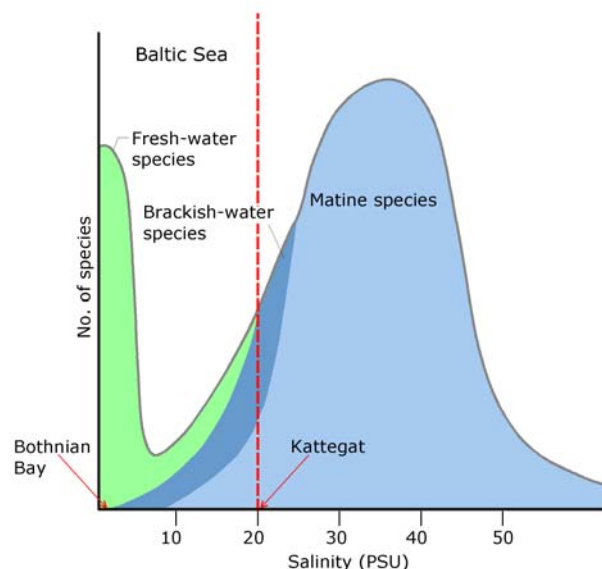 Baltic Sea
Fresh-water
species
Brackish-water
species
Matine species
No. of species
Bothnian
Bay
Kattegat
10
20
30
40
50
Salinity (PSU)